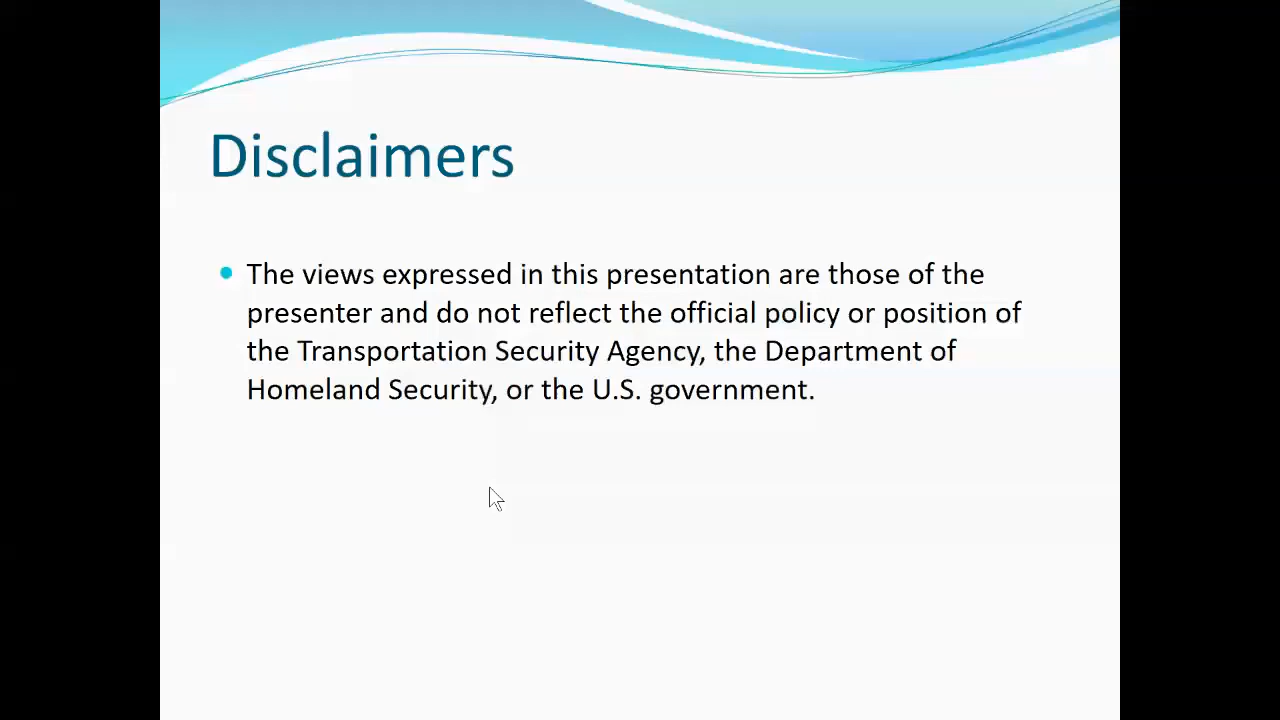 Disclaimers
The views expressed in this presentation are those of the
presenter and do not reflect the official policy or position of
the Transportation Security Agency, the Department of
Homeland Security, or the U.S. government.